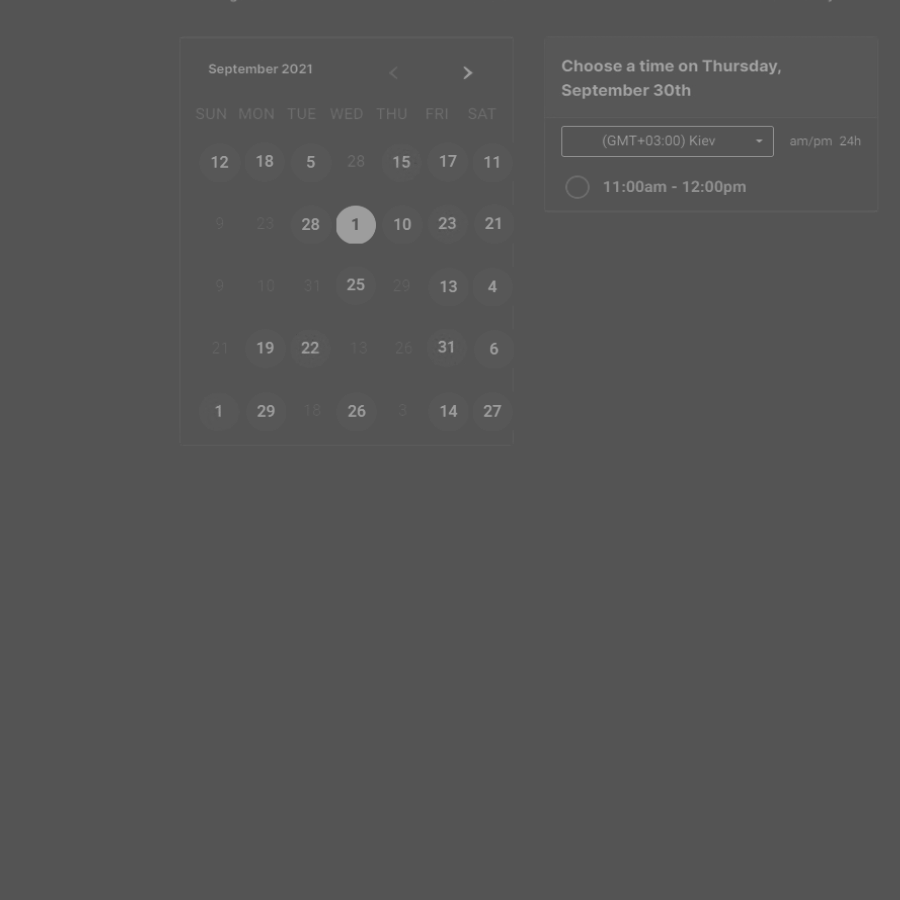 September 2021
SUN MON TUE WED THU FRI SAT
12 18 5 28 15 17 11
9 23 28 1 10 23 21
9 10 31 25 29 13 4
21 19 22 13 26 31 6
1 29 18 26 3 14 27
Choose a time on Thursday,
September 30th
(GMT+03:00) Kiev am/pm 24h
11:00am - 12:00pm